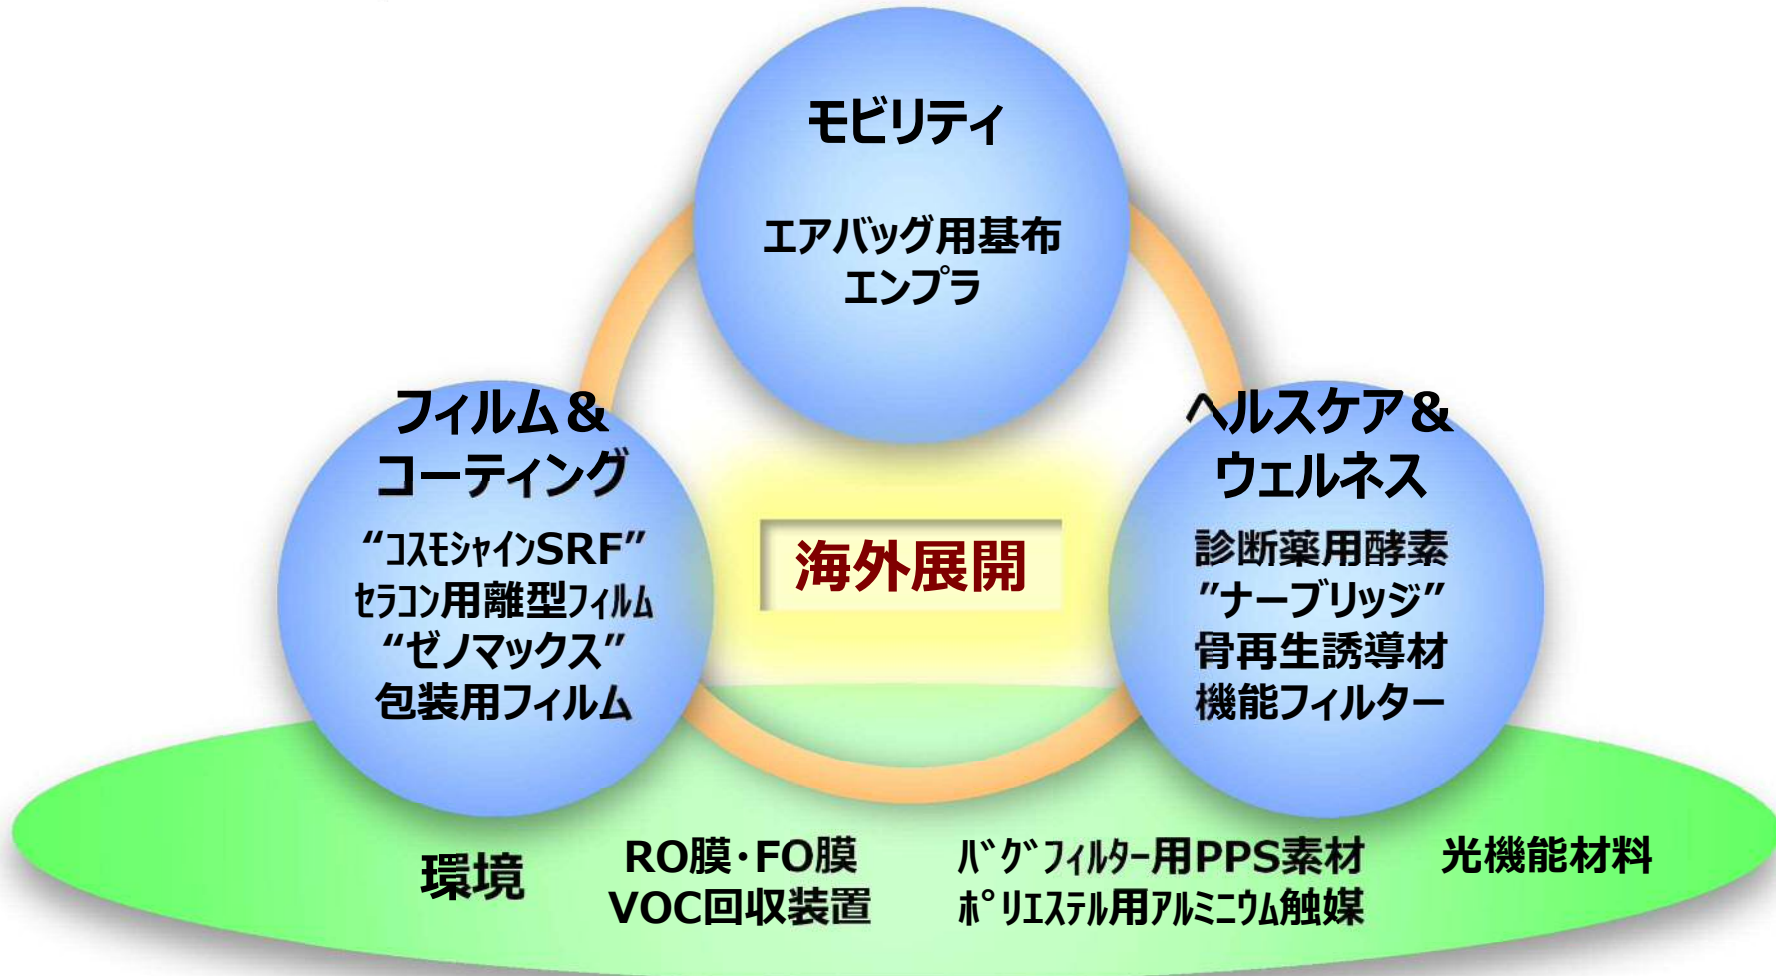 モビリティ
エアバッグ用基布
エンプラ
フィルム＆
コーティング
“コスモシャインSRF”
セラコン用離型フィルム
“ゼノマックス”
包装用フィルム
海外展開
ヘルスケア＆
ウェルネス
診断薬用酵素
”ナーブリッジ”
骨再生誘導材
機能フィルター
環境
RO膜・FO膜
VOC回収装置
バグフィルター用PPS素材
ポリエステル用アルミニウム触媒
光機能材料